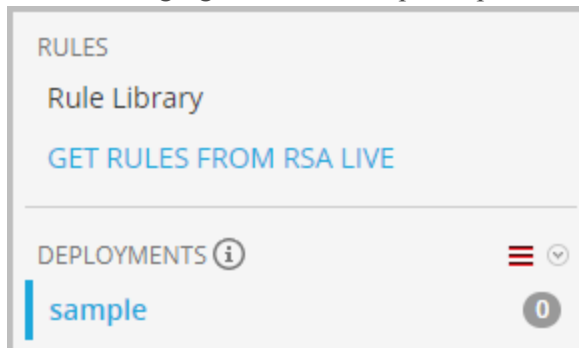 RULES
Rule Library
GET RULES FROM RSA LIVE
DEPLOYMENTS i
sample 0